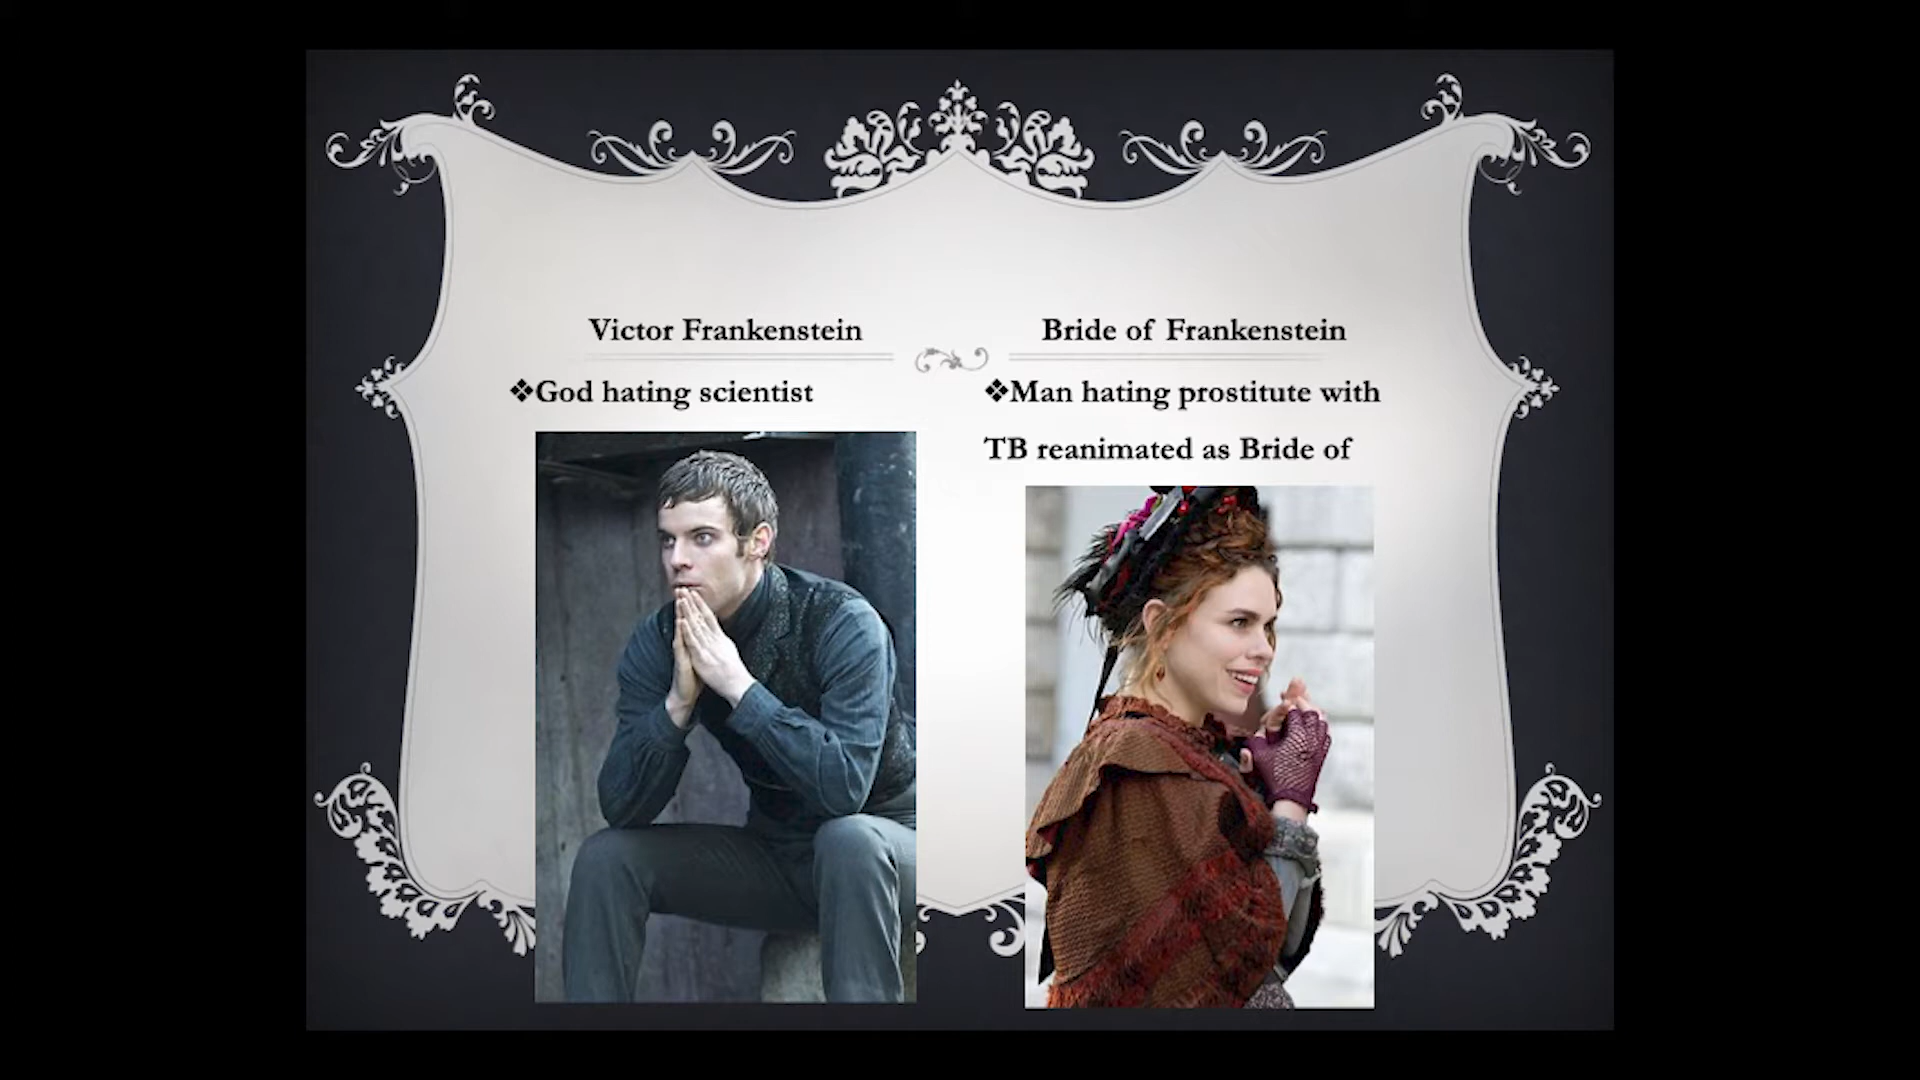 Victor Frankenstein
❖God hating scientist
Bride of Frankenstein
❖Man hating prostitute with
TB reanimated as Bride of